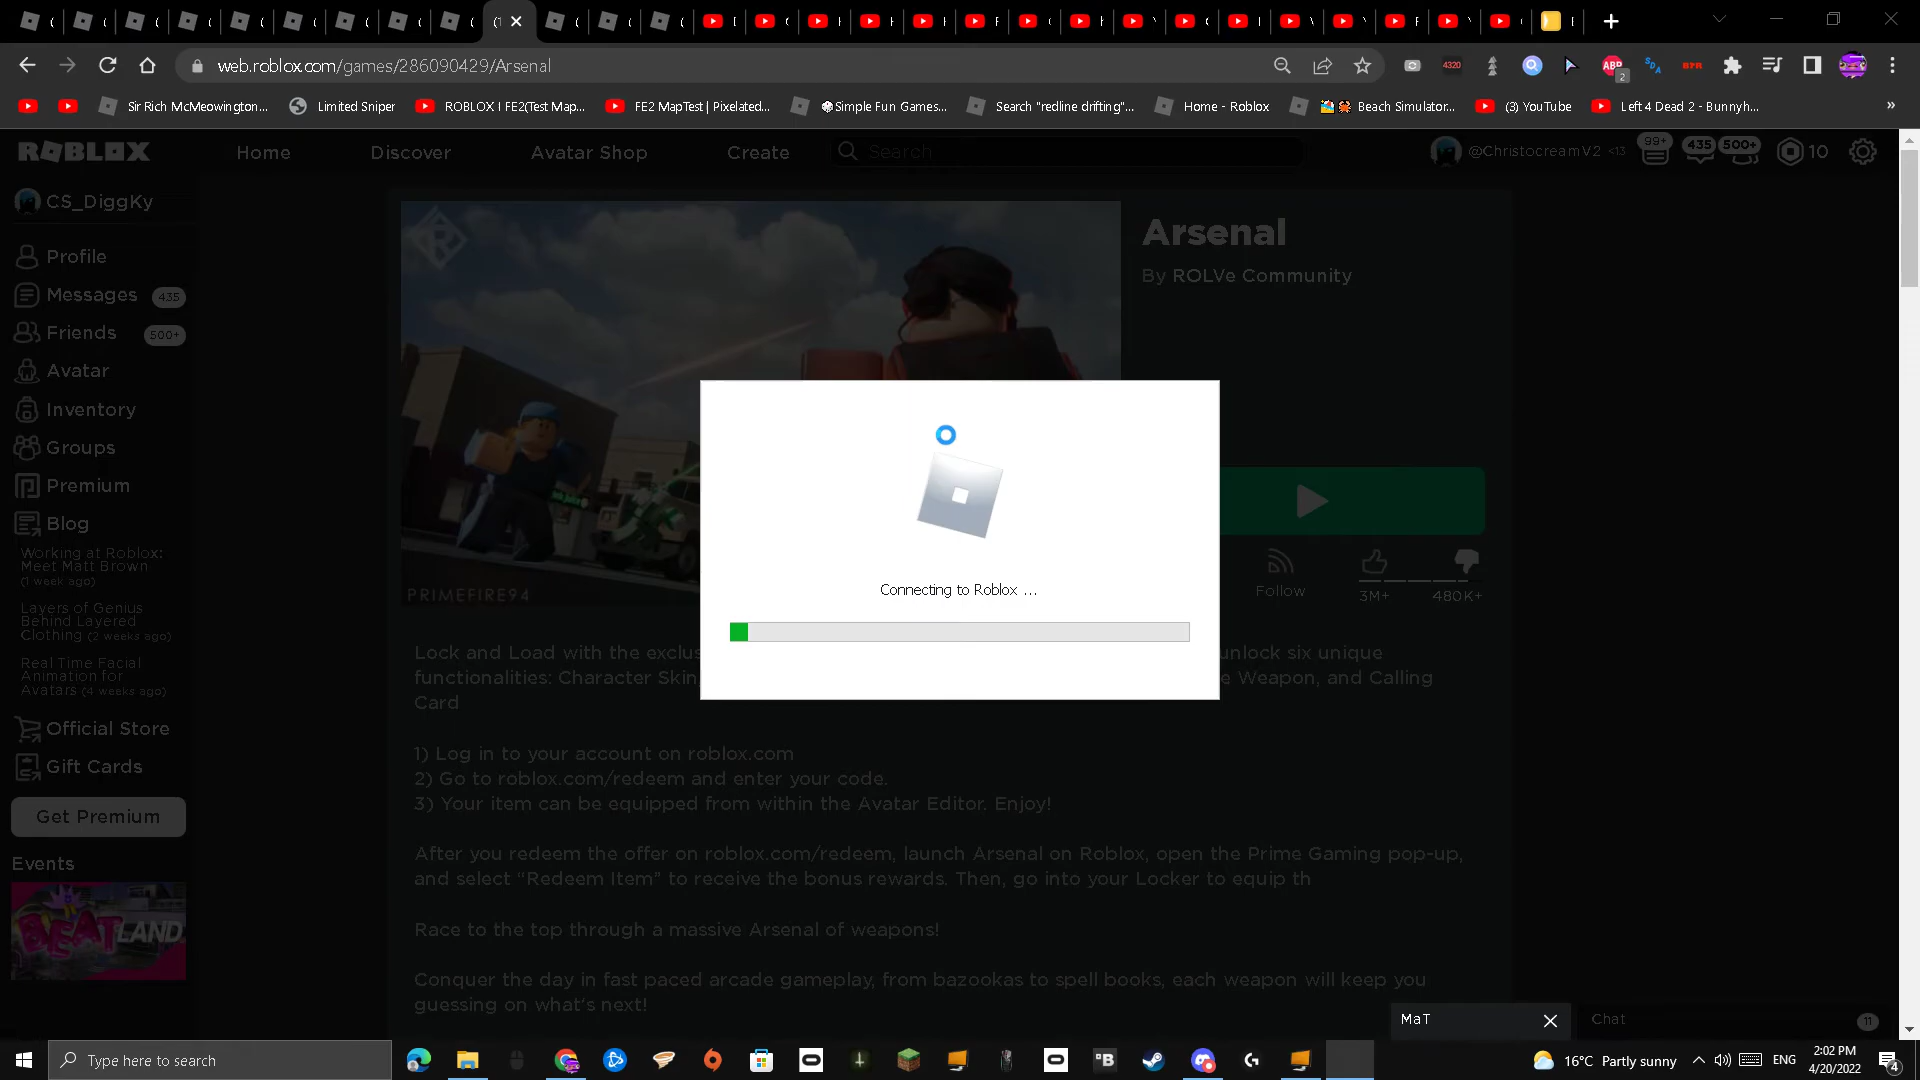 web.roblox.com/games/286090429/Arsenal
4320
ABP
2
SDA
BTR
Sir Rich McMeowington...
Limited Sniper
ROBLOX ! FE2(Test Map...
FE2 MapTest | Pixelated...
Simple Fun Games...
Search "redline drifting"...
Home - Roblox
Beach Simulator...
(3) YouTube
Left 4 Dead 2 - Bunnyh...
»
ROBLOX
Home
Discover
Avatar Shop
Create
Search
@ChristocreamV2 <13
99+
435
500+
10
CS_DiggKy
Profile
Messages 435
Friends 500+
Avatar
Inventory
Groups
Premium
Blog
Working at Roblox:
Meet Matt Brown
(1 week ago)
Layers of Genius
Behind Layered
Clothing (2 weeks ago)
Real Time Facial
Animation for
Avatars (4 weeks ago)
Official Store
Gift Cards
Get Premium
Events
BEATLAND
PRIMEFIRE94
Arsenal
By ROLVe Community
Connecting to Roblox ...
Follow
3M+
480K+
Lock and Load with the exclus
unlock six unique
functionalities: Character Skin,
e Weapon, and Calling
Card
1) Log in to your account on roblox.com
2) Go to roblox.com/redeem and enter your code.
3) Your item can be equipped from within the Avatar Editor. Enjoy!
After you redeem the offer on roblox.com/redeem, launch Arsenal on Roblox, open the Prime Gaming pop-up,
and select "Redeem Item" to receive the bonus rewards. Then, go into your Locker to equip th
Race to the top through a massive Arsenal of weapons!
Conquer the day in fast paced arcade gameplay, from bazookas to spell books, each weapon will keep you
guessing on what's next!
MaT
Chat
11
Type here to search
16°C Partly sunny
ENG
2:02 PM
4/20/2022
4